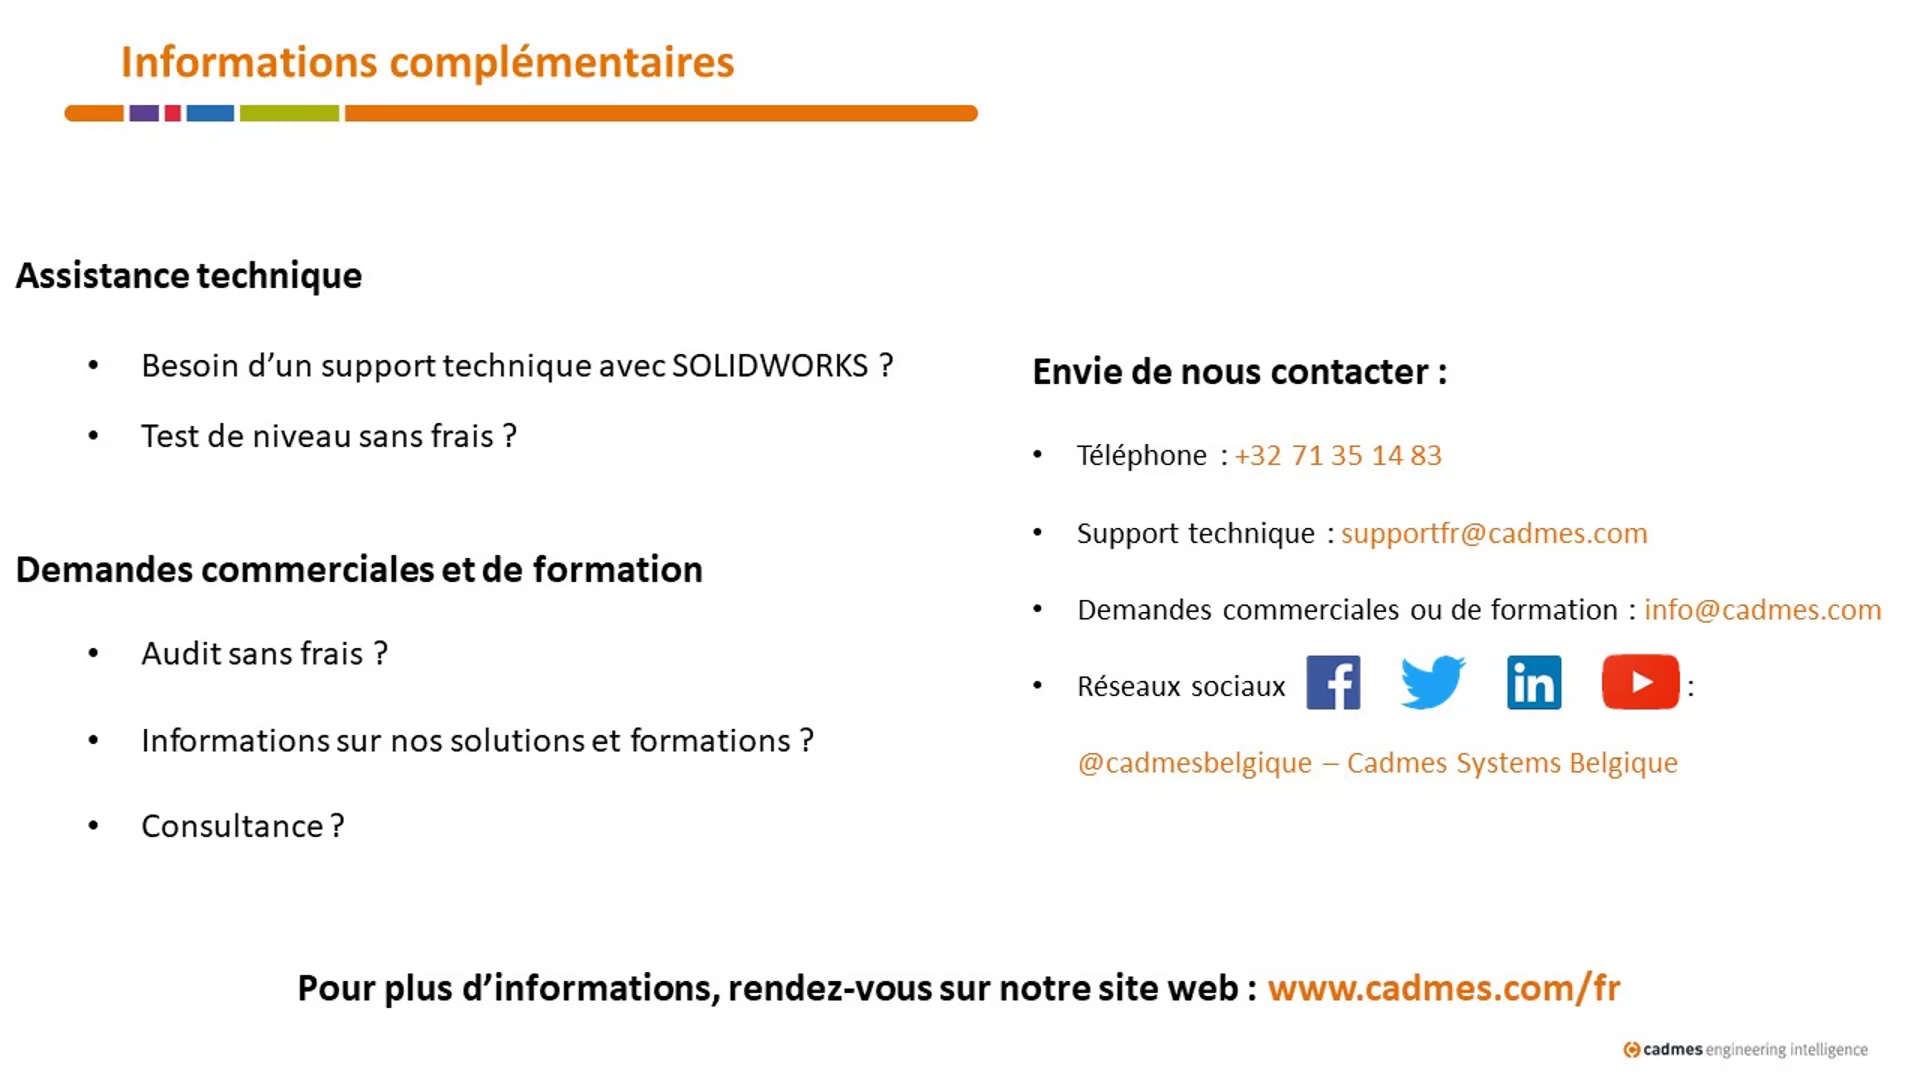 Informations complémentaires
Assistance technique
• Besoin d’un support technique avec SOLIDWORKS ?
• Test de niveau sans frais ?
Demandes commerciales et de formation
• Audit sans frais ?
• Informations sur nos solutions et formations ?
• Consultance ?
Envie de nous contacter :
• Téléphone : +32 71 35 14 83
• Support technique : supportfr@cadmes.com
• Demandes commerciales ou de formation : info@cadmes.com
• Réseaux sociaux f in :
@cadmesbelgique – Cadmes Systems Belgique
Pour plus d’informations, rendez-vous sur notre site web : www.cadmes.com/fr
cadmes engineering intelligence